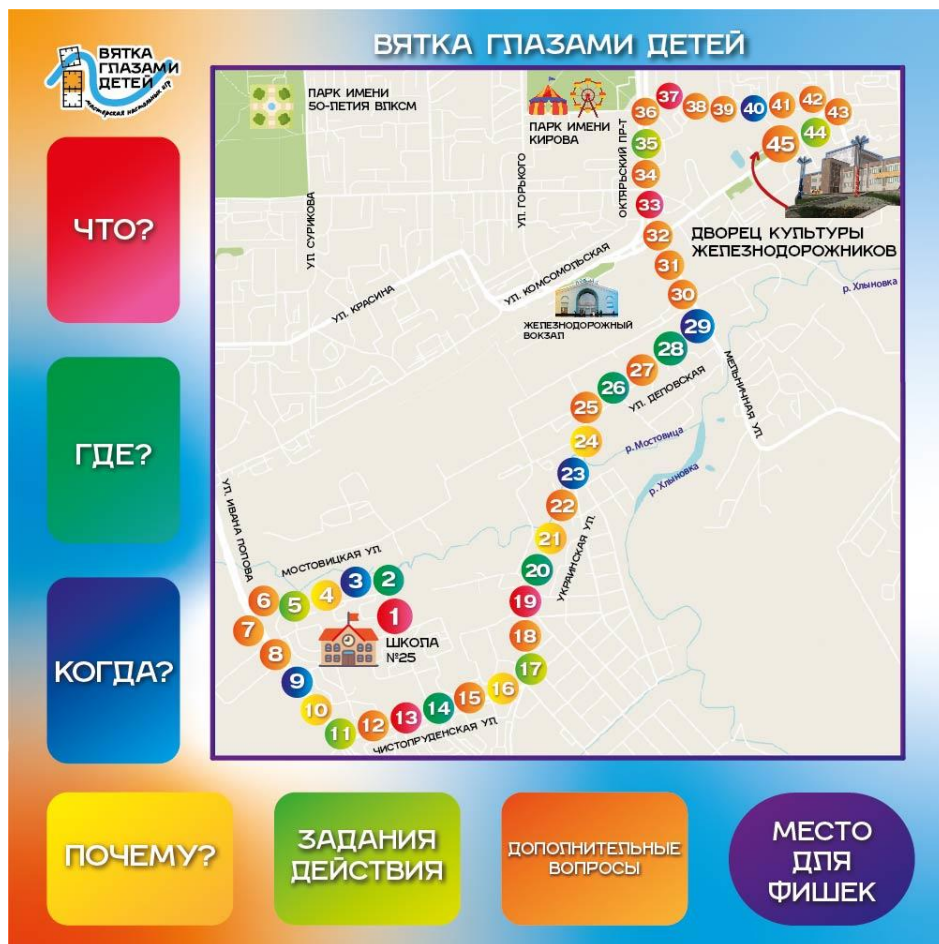 ВЯТКА ГЛАЗАМИ ДЕТЕЙ
ВЯТКА
ГЛАЗАМИ
ДЕТЕЙ
мастерская настольных игр
ЧТО?
ГДЕ?
КОГДА?
ПАРК ИМЕНИ
50-ЛЕТИЯ ВЛКСМ
ПАРК ИМЕНИ
КИРОВА
УЛ. СУРИКОВА
УЛ. ГОРЬКОГО
ОКТЯРЬСКИЙ ПР-Т
УЛ. КРАСИНА
УЛ. КОМСОМОЛЬСКАЯ
ДВОРЕЦ КУЛЬТУРЫ
ЖЕЛЕЗНОДОРОЖНИКОВ
р. Хлыновка
ЖЕЛЕЗНОДОРОЖНЫЙ
ВОКЗАЛ
УЛ. ДЕПОВСКАЯ
МЕЛЬНИЧНАЯ УЛ.
р. Мостовица
р. Хлыновка
УЛ. ИВАНА ПОПОВА
МОСТОВИЦКАЯ УЛ.
УКРАИНСКАЯ УЛ.
ШКОЛА
№25
ЧИСТОПРУДЕНСКАЯ УЛ.
1
2
3
4
5
6
7
8
9
10
11
12
13
14
15
16
17
18
19
20
21
22
23
24
25
26
27
28
29
30
31
32
33
34
35
36
37
38
39
40
41
42
43
44
45
ПОЧЕМУ?
ЗАДАНИЯ
ДЕЙСТВИЯ
ДОПОЛНИТЕЛЬНЫЕ
ВОПРОСЫ
МЕСТО
ДЛЯ
ФИШЕК